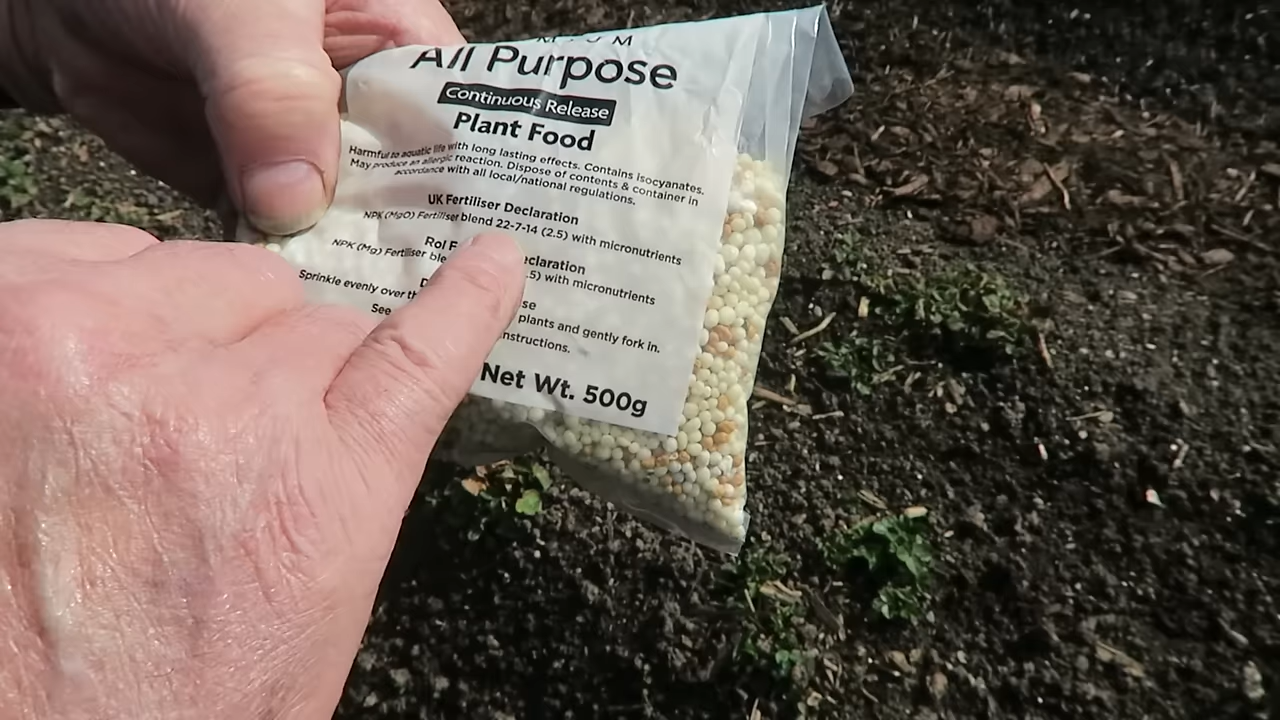 All Purpose
Continuous Release
Plant Food
Harmful to aquatic life with long lasting effects. Contains isocyanates.
May produce an allergic reaction. Dispose of contents & container in
accordance with all local/national regulations.
UK Fertiliser Declaration
NPK (MgO) Fertiliser blend 22-7-14 (2.5) with micronutrients
RoI F eclaration
NPK (Mg) Fertiliser ble .5) with micronutrients
Sprinkle evenly over th plants and gently fork in.
See nstructions.
Net Wt. 500g